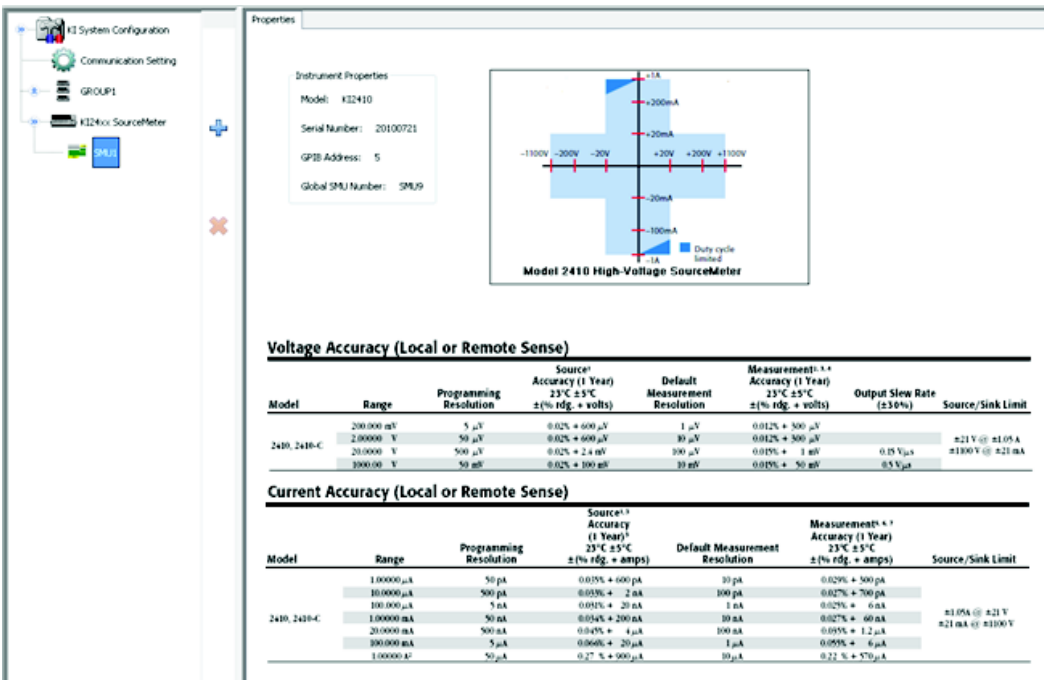 Properties
KI System Configuration
Communication Setting
GROUP1
KI24xx SourceMeter
SMU1
Instrument Properties
Model: KI2410
Serial Number: 20100721
GPIB Address: 5
Global SMU Number: SMU9
+1A
+200mA
+20mA
-1100V -200V -20V +20V +200V +1100V
-20mA
-100mA
-1A
Duty cycle limited
Model 2410 High-Voltage SourceMeter
Voltage Accuracy (Local or Remote Sense)
Model Range Programming Resolution Source¹ Accuracy (1 Year) 23°C ±5°C ±(% rdg. + volts) Default Measurement Resolution Measurement²,³,⁴ Accuracy (1 Year) 23°C ±5°C ±(% rdg. + volts) Output Slew Rate (±30%) Source/Sink Limit
2410, 2410-C
200.000 mV 5 µV 0.02% + 600 µV 1 µV 0.012% + 300 µV
2.00000 V 50 µV 0.02% + 600 µV 10 µV 0.012% + 300 µV
20.0000 V 500 µV 0.02% + 2.4 mV 100 µV 0.015% + 1 mV 0.15 V/µs
1000.00 V 50 mV 0.02% + 100 mV 10 mV 0.015% + 50 mV 0.5 V/µs
±21 V @ ±1.05 A
±1100 V @ ±21 mA
Current Accuracy (Local or Remote Sense)
Model Range Programming Resolution Accuracy (1 Year) 23°C ±5°C ±(% rdg. + amps) Default Measurement Resolution Accuracy (1 Year) 23°C ±5°C ±(% rdg. + amps) Source/Sink Limit
2410, 2410-C
1.00000 µA 50 pA 0.035% + 600 pA 10 pA 0.029% + 300 pA
10.0000 µA 500 pA 0.033% + 2 nA 100 pA 0.027% + 700 pA
100.000 µA 5 nA 0.031% + 20 nA 1 nA 0.025% + 6 nA
1.00000 mA 50 nA 0.034% + 200 nA 10 nA 0.027% + 60 nA
20.0000 mA 500 nA 0.045% + 4 µA 100 nA 0.035% + 1.2 µA
100.000 mA 5 µA 0.066% + 20 µA 1 µA 0.055% + 6 µA
1.00000 A² 50 µA 0.27 % + 900 µA 10 µA 0.22 % + 570 µA
±1.05A @ ±21 V
±21 mA @ ±1100 V